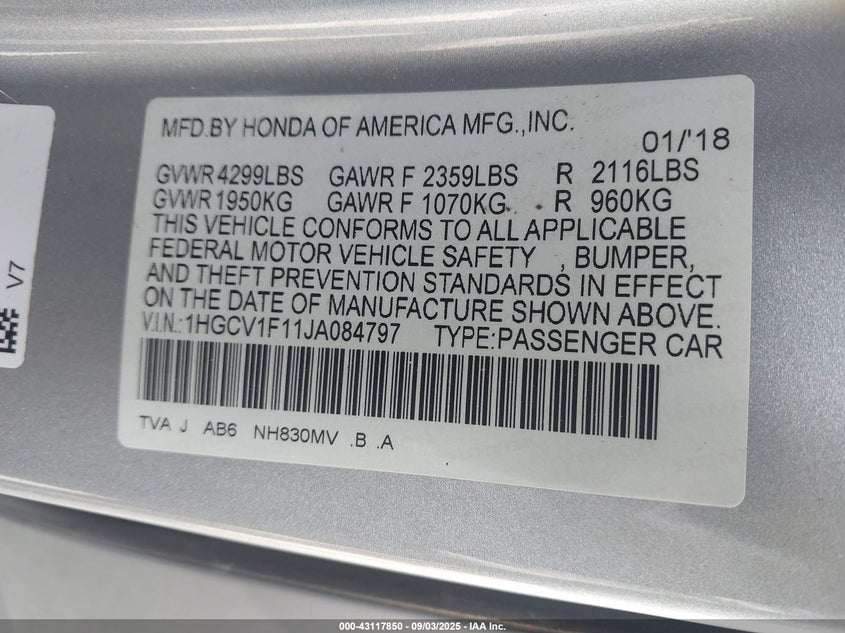 MFD.BY HONDA OF AMERICA MFG.,INC.
01/'18
GVWR 4299LBS GAWR F 2359LBS R 2116LBS
GVWR 1950KG GAWR F 1070KG R 960KG
THIS VEHICLE CONFORMS TO ALL APPLICABLE
FEDERAL MOTOR VEHICLE SAFETY , BUMPER,
AND THEFT PREVENTION STANDARDS IN EFFECT
ON THE DATE OF MANUFACTURE SHOWN ABOVE.
V.I.N.:1HGCV1F11JA084797 TYPE:PASSENGER CAR
TVA J AB6 NH830MV .B .A
V7
000-43117850 - 09/03/2025 - IAA Inc.